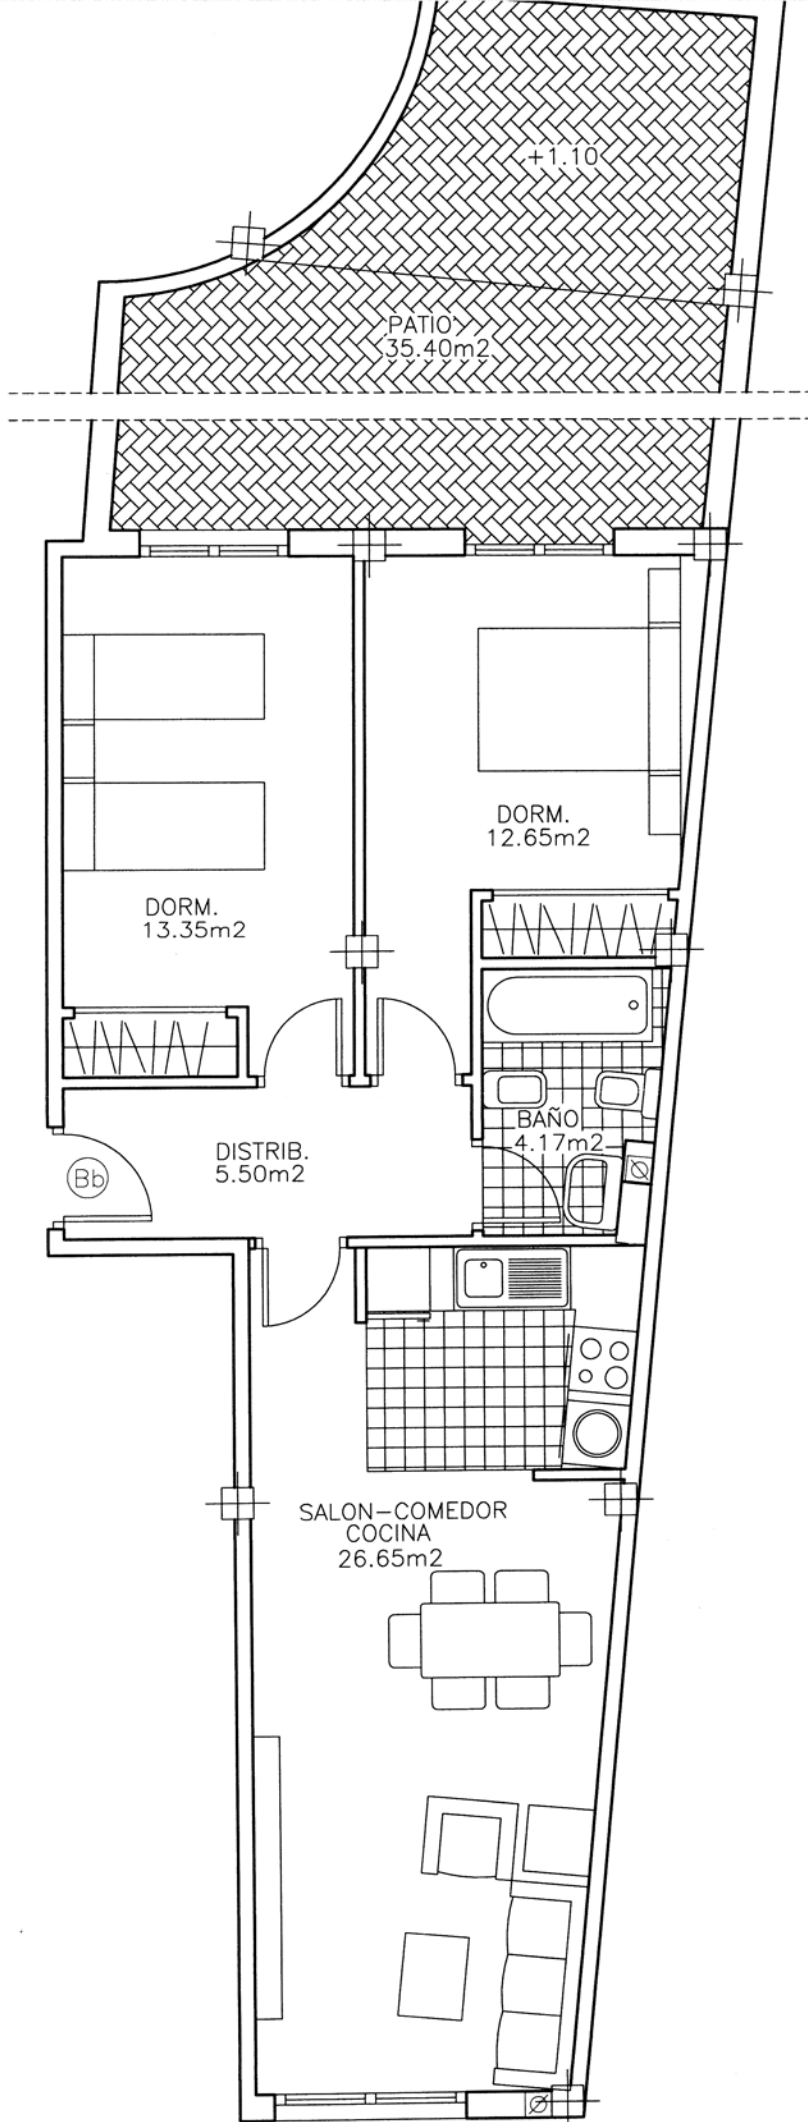 +1.10
PATIO
35.40m2
DORM.
12.65m2
DORM.
13.35m2
BAÑO
4.17m2
DISTRIB.
5.50m2
Bb
SALON-COMEDOR
COCINA
26.65m2